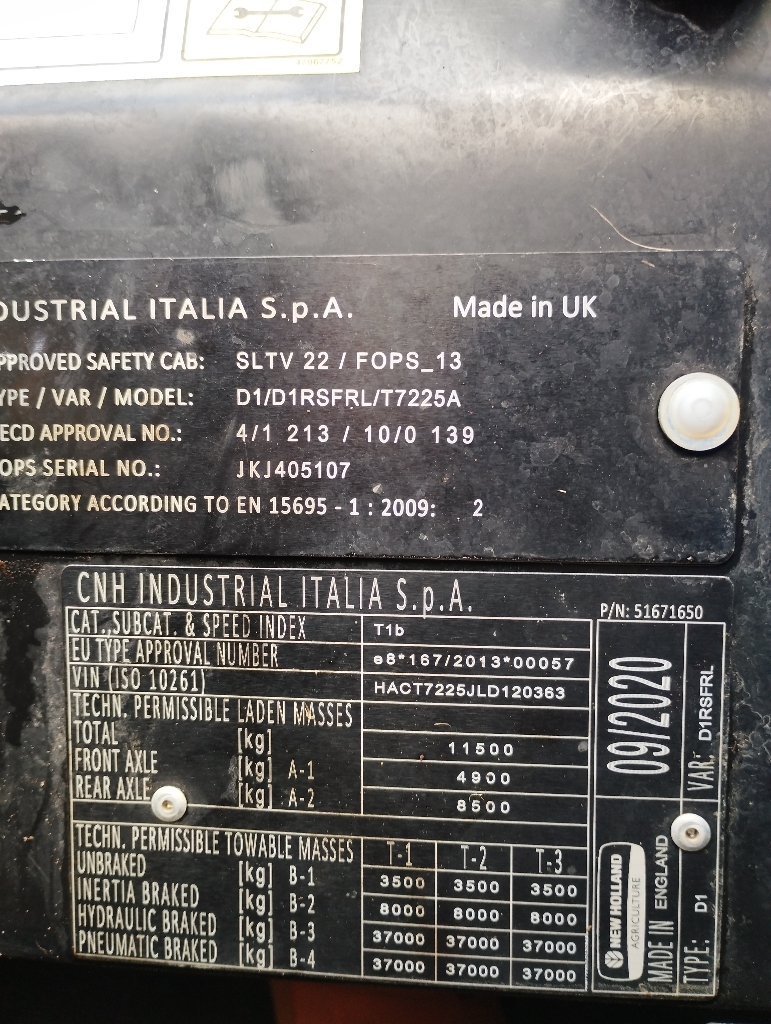 DUSTRIAL ITALIA S.p.A. Made in UK
PPROVED SAFETY CAB: SLTV 22 / FOPS_13
YPE / VAR / MODEL: D1/D1RSFRL/T7225A
ECD APPROVAL NO.: 4/1 213 / 10/0 139
OPS SERIAL NO.: JKJ405107
ATEGORY ACCORDING TO EN 15695 - 1 : 2009: 2
CNH INDUSTRIAL ITALIA S.p.A.
P/N: 51671650
CAT.,SUBCAT. & SPEED INDEX T1b
EU TYPE APPROVAL NUMBER e8*167/2013*00057
VIN (ISO 10261) HACT7225JLD120363
TECHN. PERMISSIBLE LADEN MASSES
TOTAL [kg] 11500
FRONT AXLE [kg] A-1 4900
REAR AXLE [kg] A-2 8500
TECHN. PERMISSIBLE TOWABLE MASSES T-1 T-2 T-3
UNBRAKED [kg] B-1 3500 3500 3500
INERTIA BRAKED [kg] B-2 8000 8000 8000
HYDRAULIC BRAKED [kg] B-3 37000 37000 37000
PNEUMATIC BRAKED [kg] B-4 37000 37000 37000
09/2020
VAR: D1RSFRL
NEW HOLLAND
AGRICULTURE
MADE IN ENGLAND
TYPE: D1